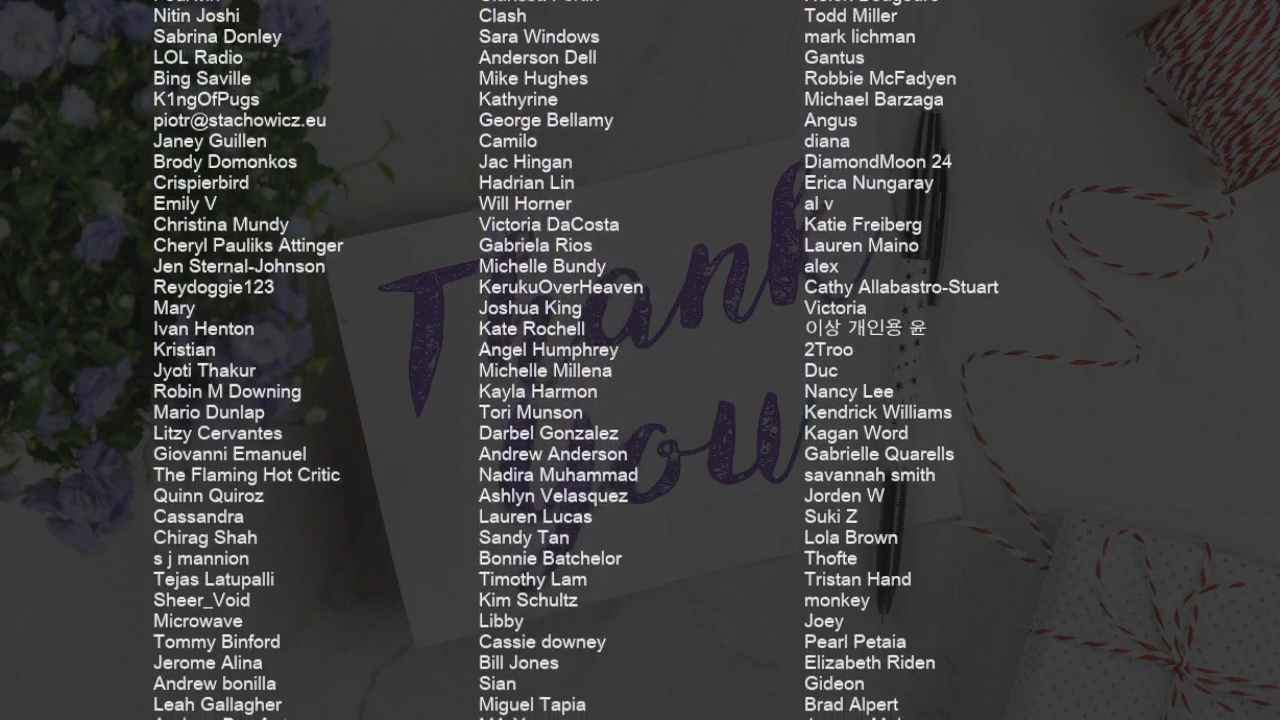 Nitin Joshi
Sabrina Donley
LOL Radio
Bing Saville
K1ngOfPugs
piotr@stachowicz.eu
Janey Guillen
Brody Domonkos
Crispierbird
Emily V
Christina Mundy
Cheryl Pauliks Attinger
Jen Sternal-Johnson
Reydoggie123
Mary
Ivan Henton
Kristian
Jyoti Thakur
Robin M Downing
Mario Dunlap
Litzy Cervantes
Giovanni Emanuel
The Flaming Hot Critic
Quinn Quiroz
Cassandra
Chirag Shah
s j mannion
Tejas Latupalli
Sheer_Void
Microwave
Tommy Binford
Jerome Alina
Andrew bonilla
Leah Gallagher
Clash
Sara Windows
Anderson Dell
Mike Hughes
Kathyrine
George Bellamy
Camilo
Jac Hingan
Hadrian Lin
Will Horner
Victoria DaCosta
Gabriela Rios
Michelle Bundy
KerukuOverHeaven
Joshua King
Kate Rochell
Angel Humphrey
Michelle Millena
Kayla Harmon
Tori Munson
Darbel Gonzalez
Andrew Anderson
Nadira Muhammad
Ashlyn Velasquez
Lauren Lucas
Sandy Tan
Bonnie Batchelor
Timothy Lam
Kim Schultz
Libby
Cassie downey
Bill Jones
Sian
Miguel Tapia
Todd Miller
mark lichman
Gantus
Robbie McFadyen
Michael Barzaga
Angus
diana
DiamondMoon 24
Erica Nungaray
al v
Katie Freiberg
Lauren Maino
alex
Cathy Allabastro-Stuart
Victoria
이상 개인용 윤
2Troo
Duc
Nancy Lee
Kendrick Williams
Kagan Word
Gabrielle Quarells
savannah smith
Jorden W
Suki Z
Lola Brown
Thofte
Tristan Hand
monkey
Joey
Pearl Petaia
Elizabeth Riden
Gideon
Brad Alpert
Thank
you